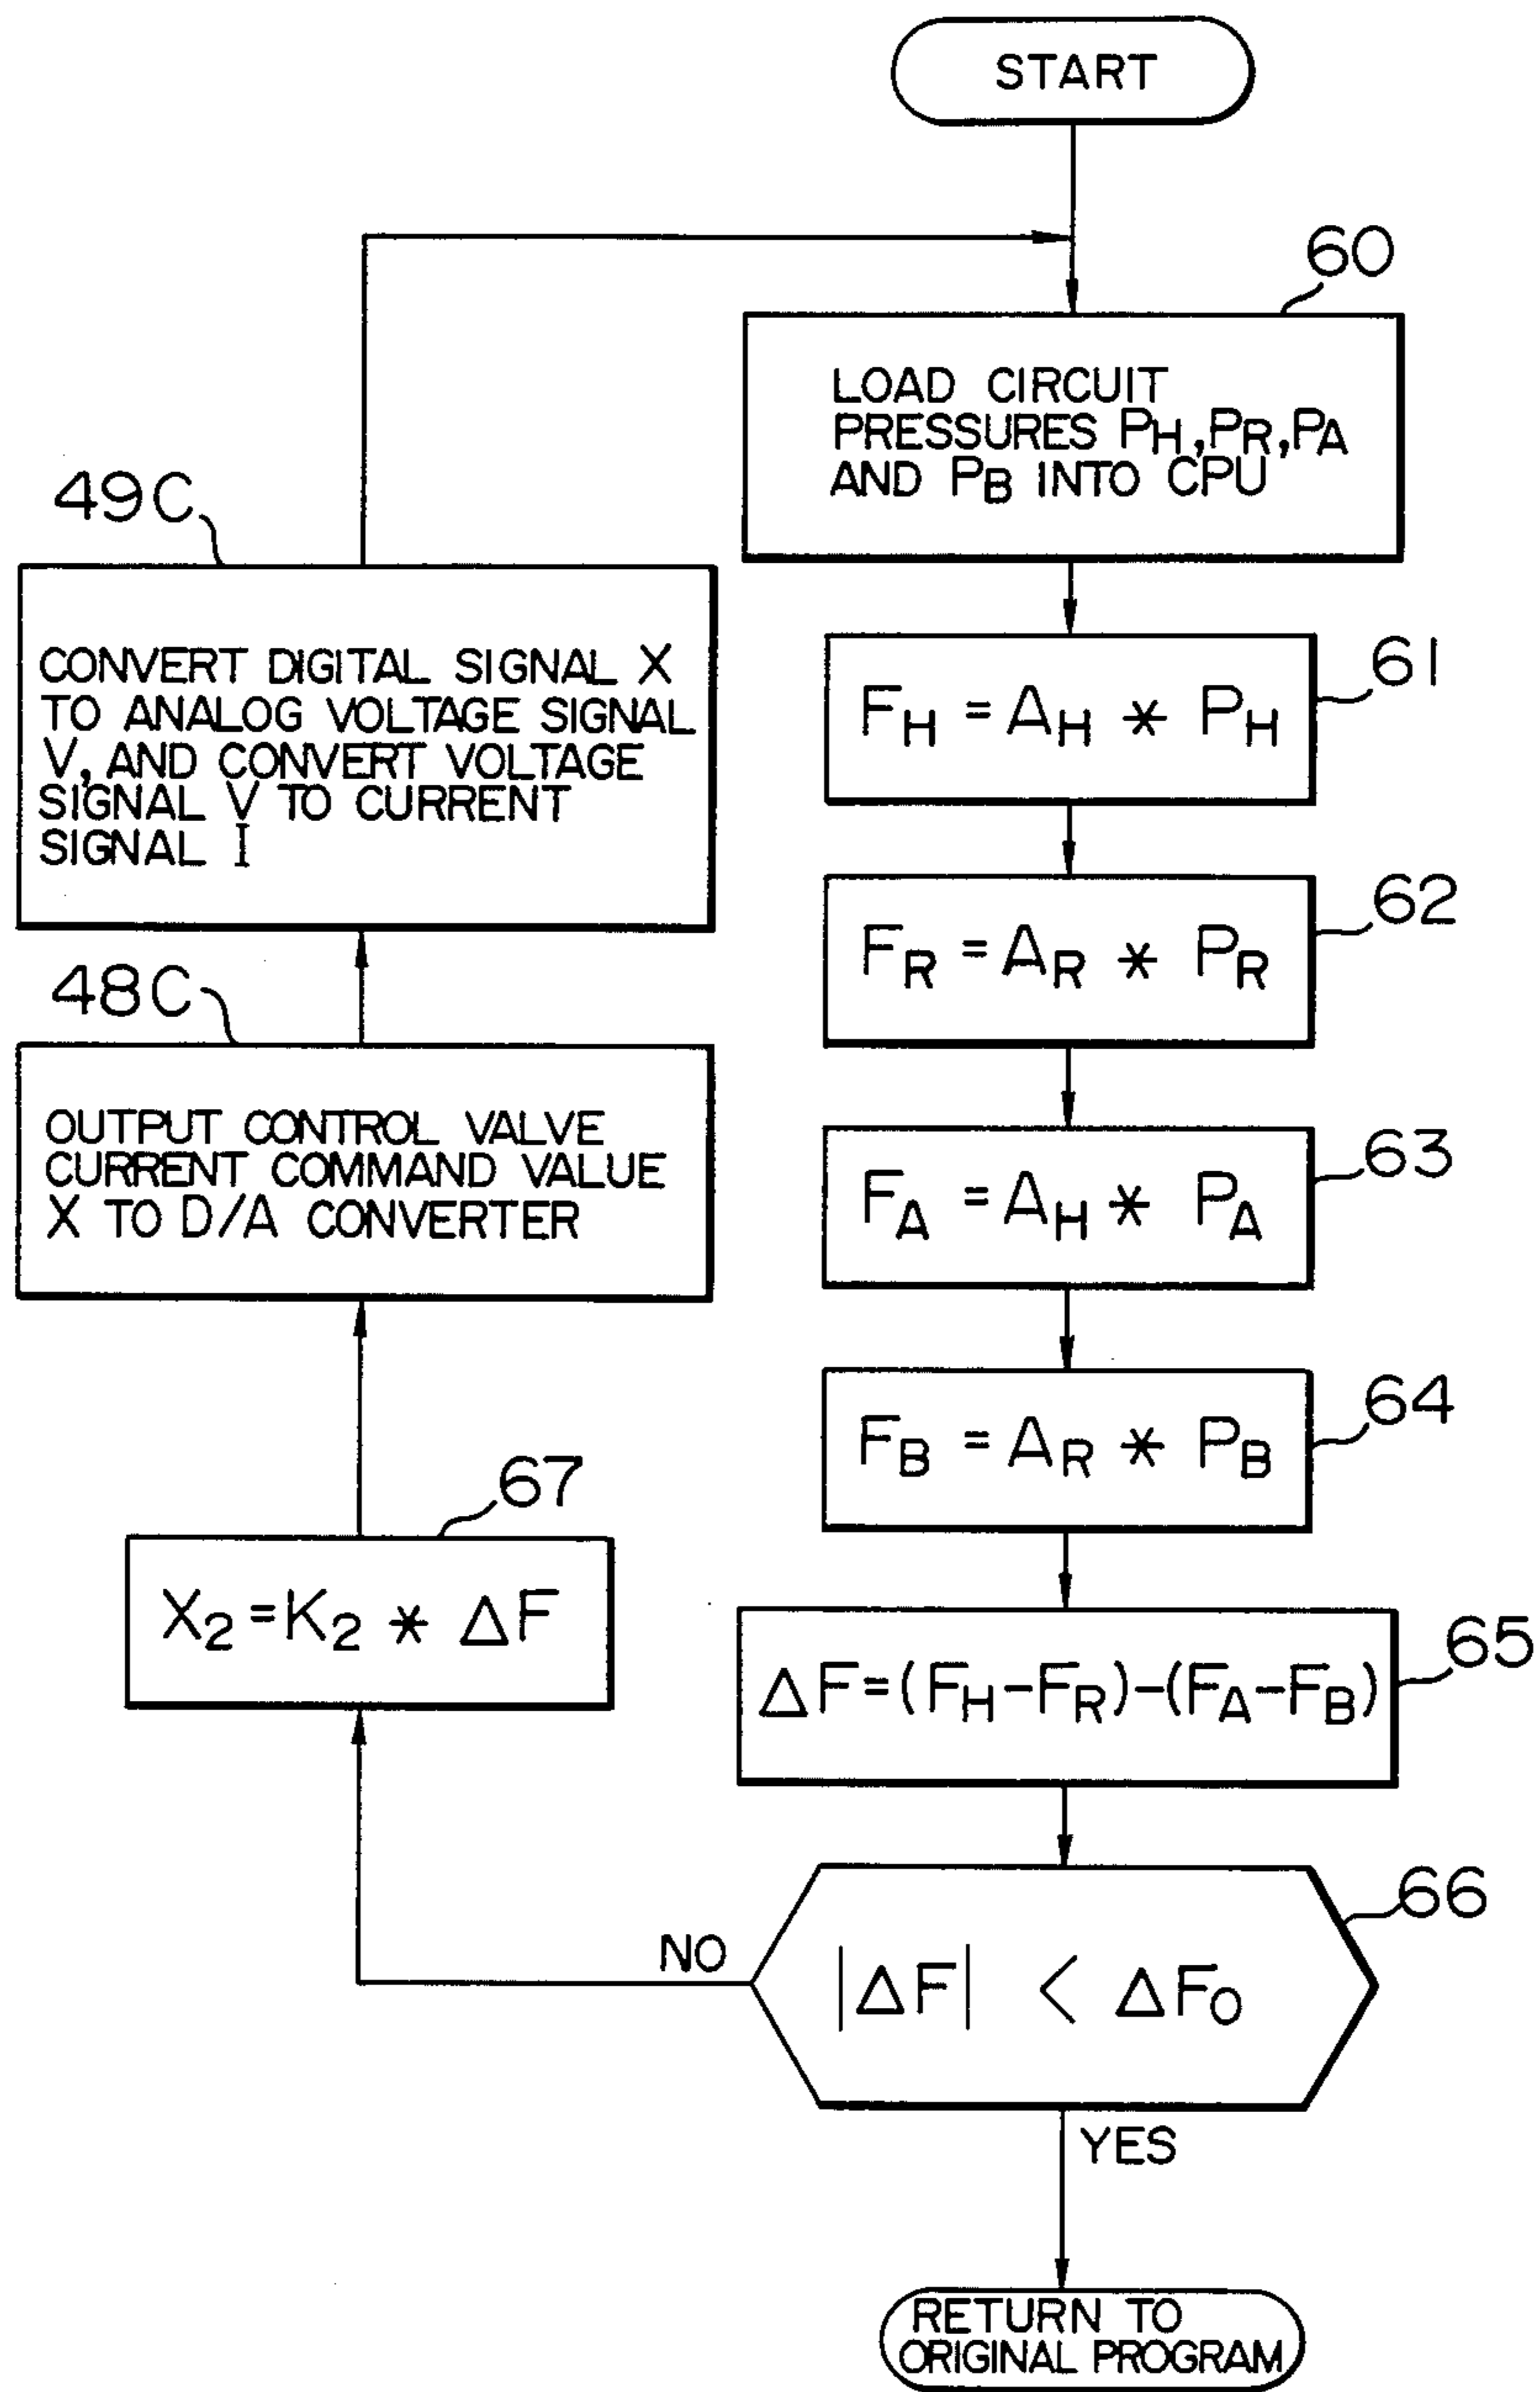 START
60
LOAD CIRCUIT
PRESSURES PH, PR, PA
AND PB INTO CPU
61
FH = AH * PH
62
FR = AR * PR
63
FA = AH * PA
64
FB = AR * PB
65
ΔF=(FH-FR)-(FA-FB)
66
|ΔF| < ΔFO
NO
YES
RETURN TO
ORIGINAL PROGRAM
67
X2=K2 * ΔF
48C
OUTPUT CONTROL VALVE
CURRENT COMMAND VALUE
X TO D/A CONVERTER
49C
CONVERT DIGITAL SIGNAL X
TO ANALOG VOLTAGE SIGNAL
V, AND CONVERT VOLTAGE
SIGNAL V TO CURRENT
SIGNAL I